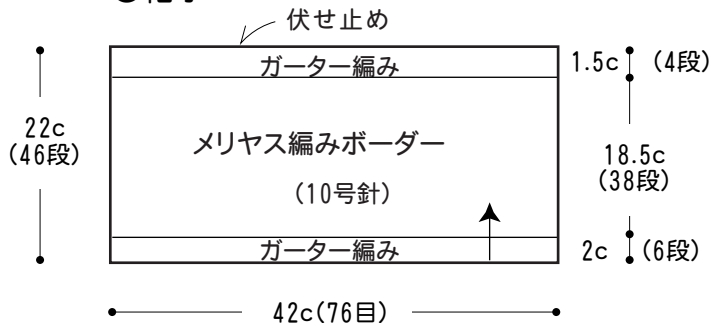 伏せ止め
ガーター編み
1.5c (4段)
22c
(46段)
メリヤス編みボーダー
(10号針)
18.5c
(38段)
ガーター編み
2c (6段)
42c(76目)